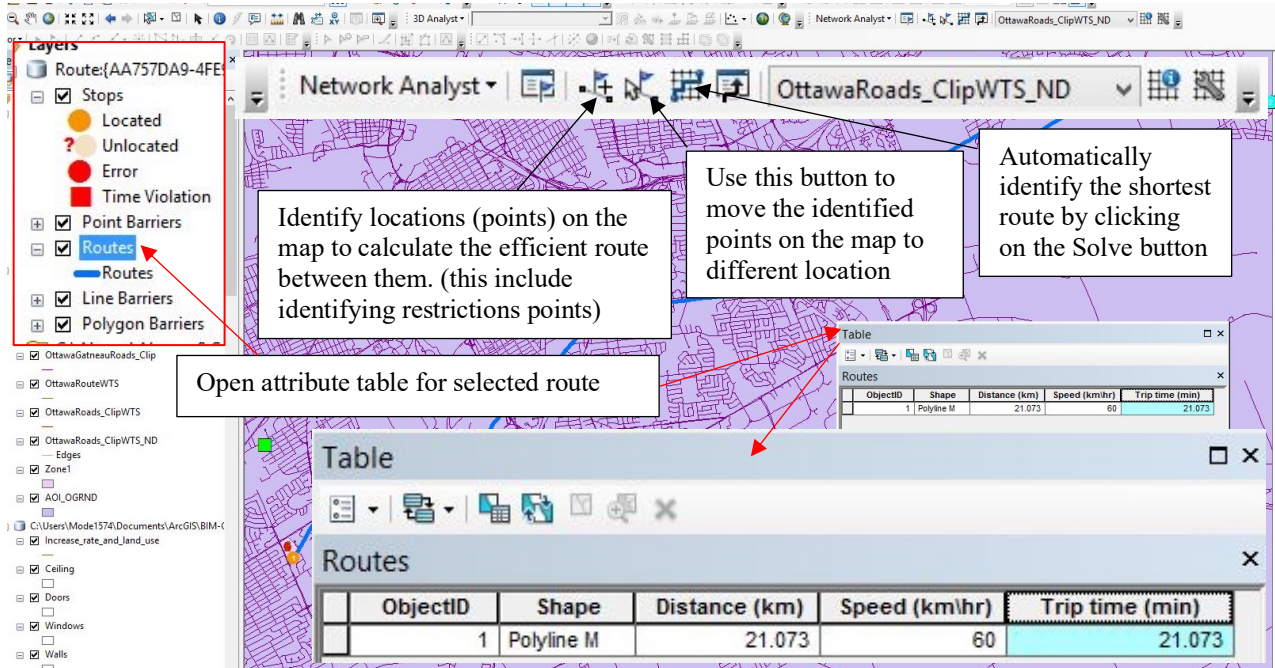 3D Analyst
Network Analyst
OttawaRoads_ClipWTS_ND
Layers
Route:{AA757DA9-4FE9
Stops
Located
? Unlocated
Error
Time Violation
Point Barriers
Routes
Routes
Line Barriers
Polygon Barriers
OttawaGatneauRoads_Clip
OttawaRouteWTS
OttawaRoads_ClipWTS
OttawaRoads_ClipWTS_ND
Edges
Zone1
AOI_OGRND
C:\Users\Mode1574\Documents\ArcGIS\BIM-
Increase_rate_and_land_use
Ceiling
Doors
Windows
Walls
Network Analyst
OttawaRoads_ClipWTS_ND
Identify locations (points) on the
map to calculate the efficient route
between them. (this include
identifying restrictions points)
Use this button to
move the identified
points on the map to
different location
Automatically
identify the shortest
route by clicking
on the Solve button
Open attribute table for selected route
Table
Routes
ObjectID Shape Distance (km) Speed (km\hr) Trip time (min)
1 Polyline M 21.073 60 21.073
Table
Routes
ObjectID Shape Distance (km) Speed (km\hr) Trip time (min)
1 Polyline M 21.073 60 21.073